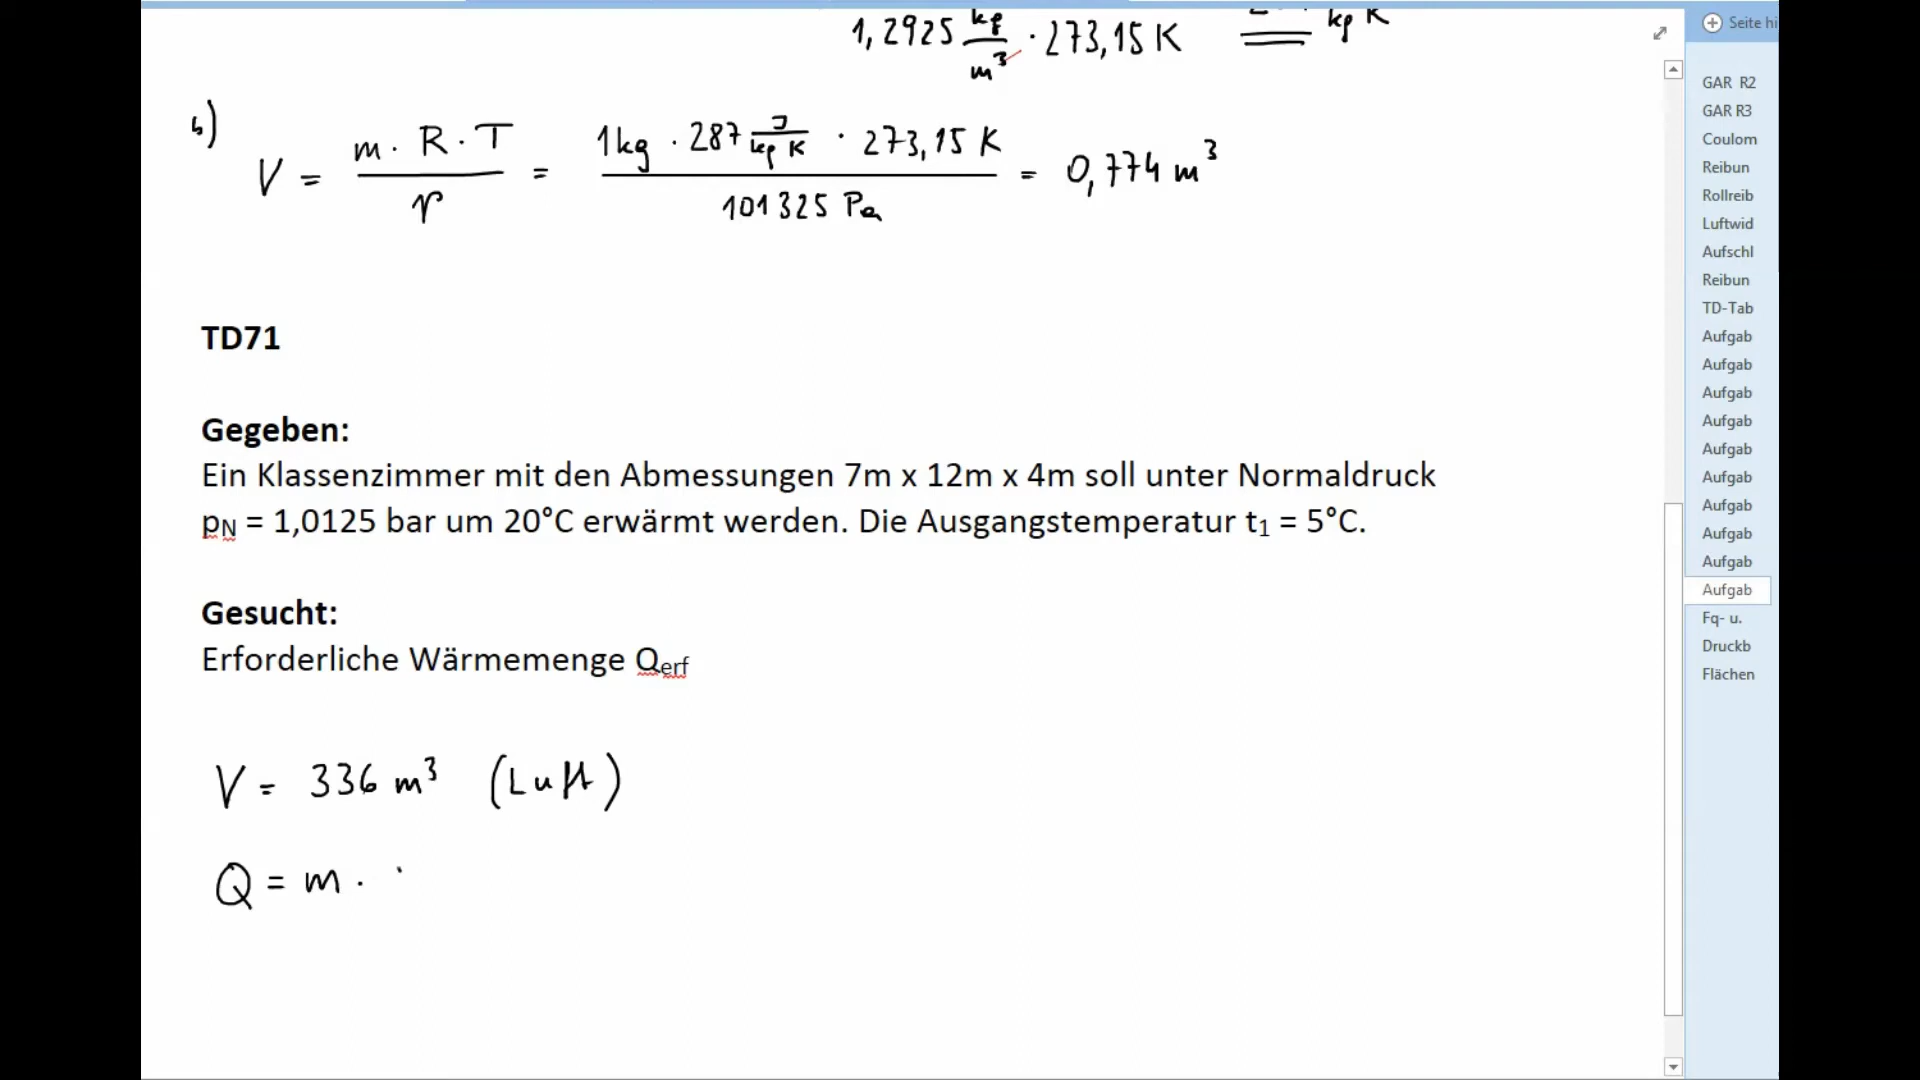 1,2925 kg/m³ · 273,15 K
kg K
b) V = m · R · T / p = 1kg · 287 J/kg K · 273,15 K / 101325 Pa = 0,774 m³
TD71
Gegeben:
Ein Klassenzimmer mit den Abmessungen 7m x 12m x 4m soll unter Normaldruck
pN = 1,0125 bar um 20°C erwärmt werden. Die Ausgangstemperatur t₁ = 5°C.
Gesucht:
Erforderliche Wärmemenge Qerf
V = 336 m³ (Luft)
Q = m ·
Seite hi
GAR R2
GAR R3
Coulom
Reibun
Rollreib
Luftwid
Aufschl
Reibun
TD-Tab
Aufgab
Aufgab
Aufgab
Aufgab
Aufgab
Aufgab
Aufgab
Aufgab
Aufgab
Aufgab
Fq- u.
Druckb
Flächen